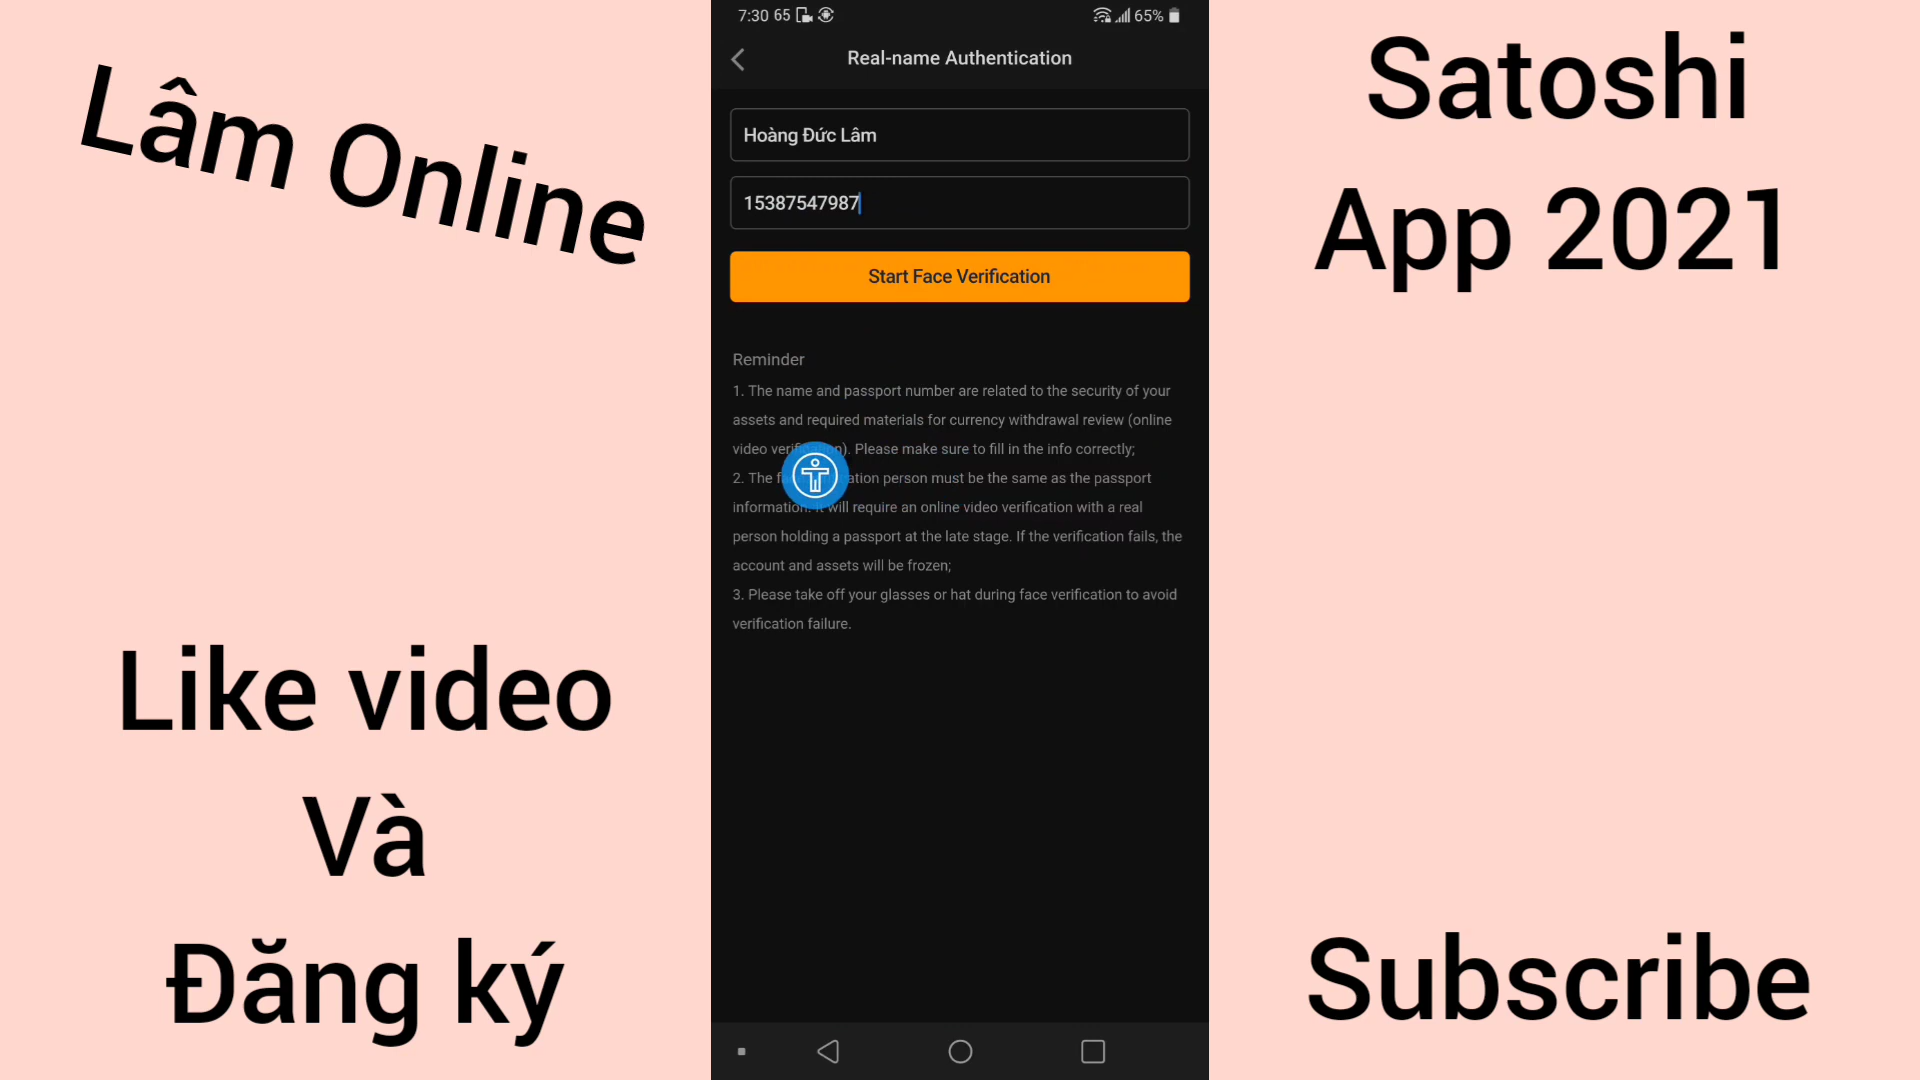 Lâm Online
Like video
Và
Đăng ký
7:30 65
65%
Real-name Authentication
Hoàng Đức Lâm
15387547987
Start Face Verification
Reminder
1. The name and passport number are related to the security of your
assets and required materials for currency withdrawal review (online
video). Please make sure to fill in the info correctly;
2. The person must be the same as the passport
information. will require an online video verification with a real
person holding a passport at the late stage. If the verification fails, the
account and assets will be frozen;
3. Please take off your glasses or hat during face verification to avoid
verification failure.
Satoshi
App 2021
Subscribe